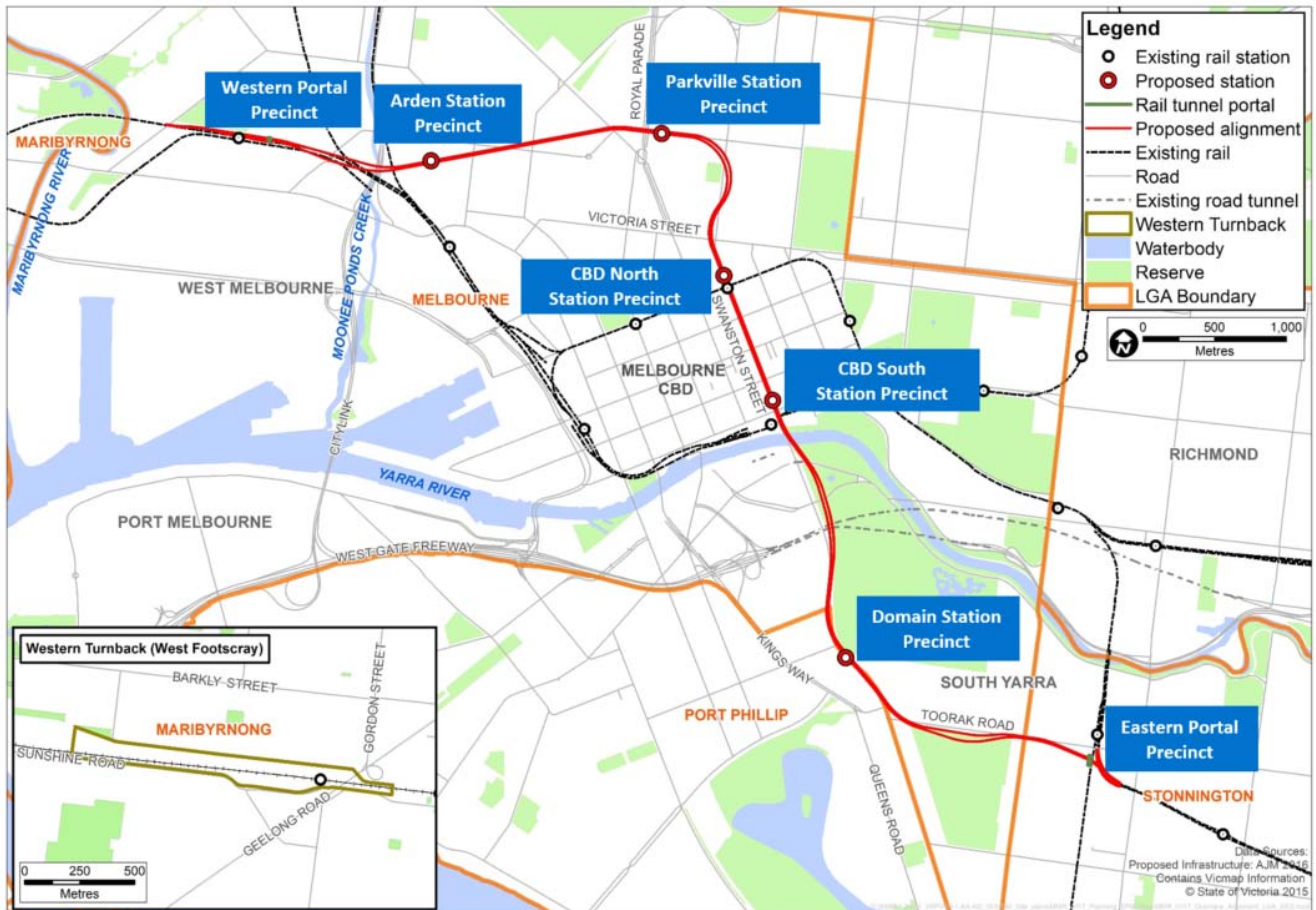 Western Portal
Precinct
Arden Station
Precinct
ROYAL PARADE
Parkville Station
Precinct
Legend
Existing rail station
Proposed station
Rail tunnel portal
Proposed alignment
Existing rail
Road
Existing road tunnel
Western Turnback
Waterbody
Reserve
LGA Boundary
0 500 1,000
Metres
N
MARIBYRNONG
MARIBYRNONG RIVER
MOONEE PONDS CREEK
VICTORIA STREET
WEST MELBOURNE
MELBOURNE
CBD North
Station Precinct
SWANSTON STREET
MELBOURNE
CBD
CBD South
Station Precinct
CITYLINK
RICHMOND
YARRA RIVER
PORT MELBOURNE
WEST GATE FREEWAY
Domain Station
Precinct
KINGS WAY
SOUTH YARRA
PORT PHILLIP
TOORAK ROAD
Eastern Portal
Precinct
QUEENS ROAD
STONNINGTON
Western Turnback (West Footscray)
BARKLY STREET
GORDON STREET
MARIBYRNONG
SUNSHINE ROAD
GEELONG ROAD
0 250 500
Metres
Data Sources:
Proposed Infrastructure: AJM 2016
Contains Vicmap Information
© State of Victoria 2015